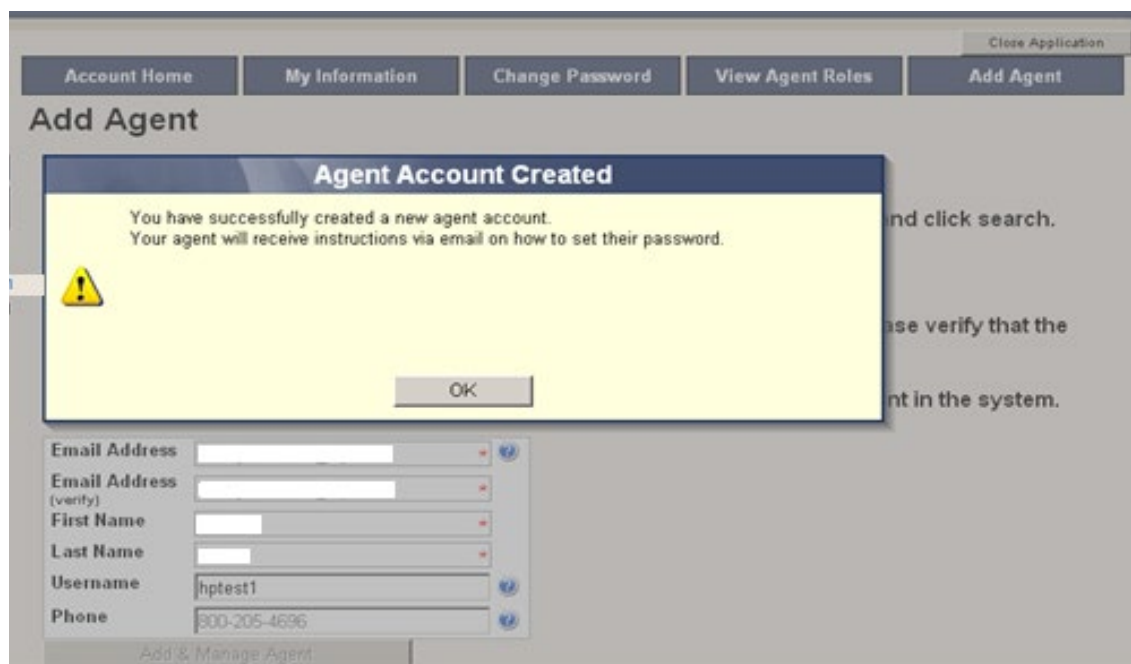 Close Application
Account Home
My Information
Change Password
View Agent Roles
Add Agent
Add Agent
Agent Account Created
You have successfully created a new agent account.
Your agent will receive instructions via email on how to set their password.
nd click search.
ase verify that the
OK
nt in the system.
Email Address
*
Email Address
(verify)
*
First Name
*
Last Name
*
Username
hptest1
Phone
800-205-4696
Add & Manage Agent